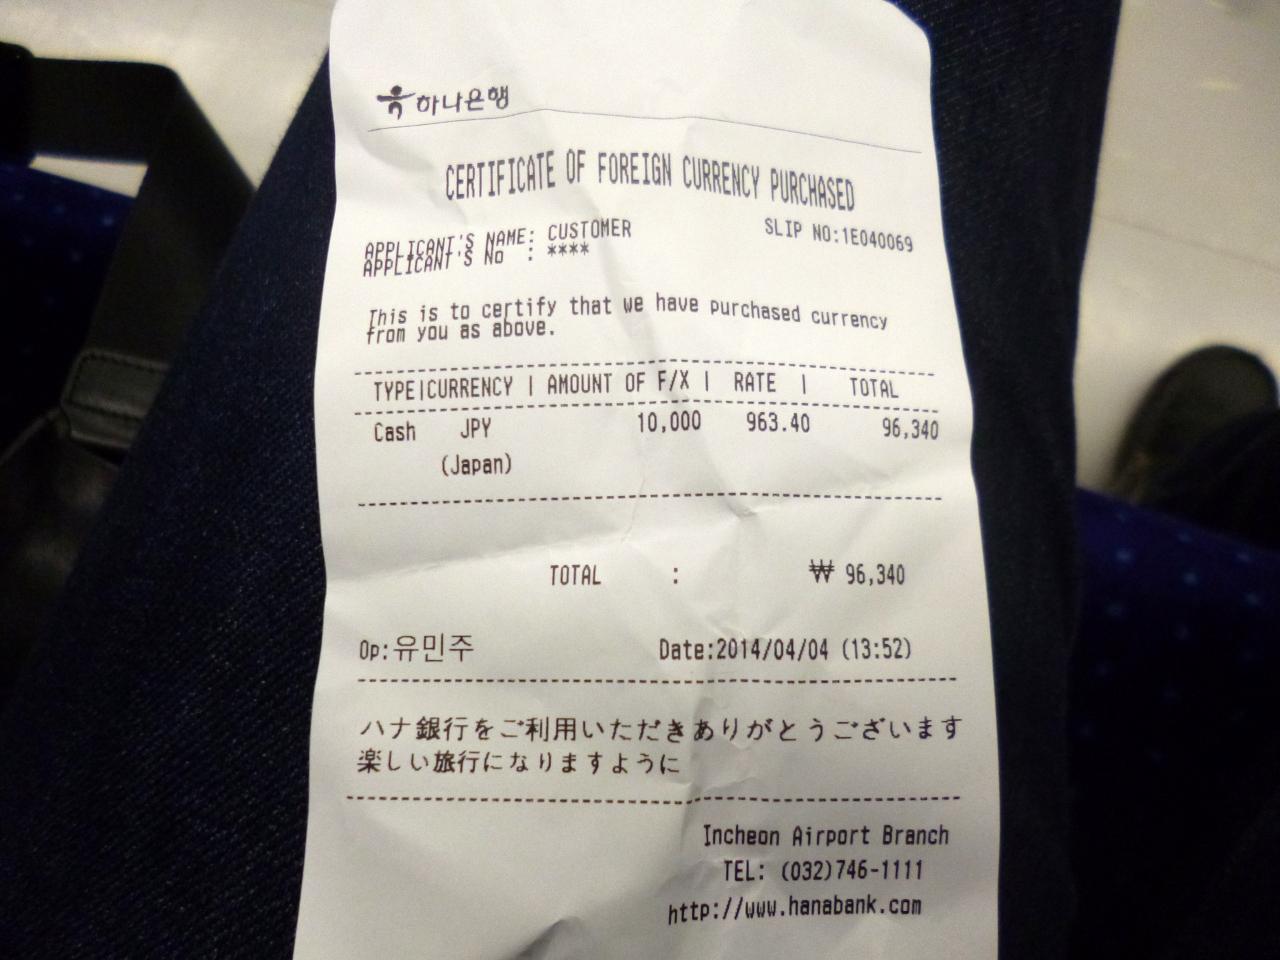 하나은행
CERTIFICATE OF FOREIGN CURRENCY PURCHASED
SLIP NO:1E040069
APPLICANT'S NAME: CUSTOMER
APPLICANT'S No : ****
This is to certify that we have purchased currency
from you as above.
TYPE|CURRENCY | AMOUNT OF F/X | RATE | TOTAL
Cash JPY 10,000 963.40 96,340
(Japan)
TOTAL : ₩ 96,340
Op:유민주 Date:2014/04/04 (13:52)
ハナ銀行をご利用いただきありがとうございます
楽しい旅行になりますように
Incheon Airport Branch
TEL: (032)746-1111
http://www.hanabank.com